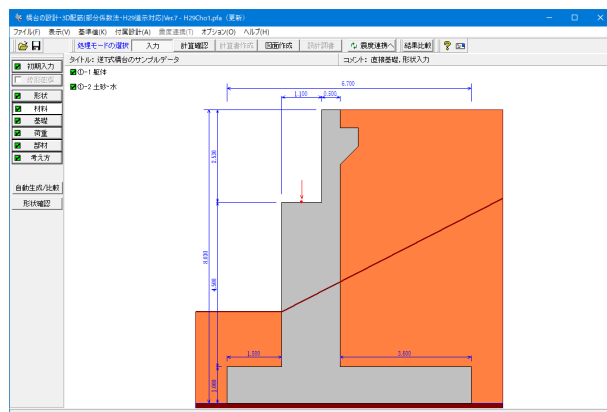 橋台の設計・3D配筋(部分係数法・H29道示対応)Ver.7 - H29Cho1.pfa（更新）
ファイル(F) 表示(V) 基準値(K) 付属設計(A) 震度連携(T) オプション(O) ヘルプ(H)
処理モードの選択 入力 計算確認 計算書作成 図面作成 設計調書 震度連携へ 結果比較
タイトル: 逆T式橋台のサンプルデータ コメント: 直接基礎,形状入力
初期入力
形状
材料
基礎
荷重
部材
考え方
自動生成/比較
形状確認
①-1 躯体
①-2 土砂・水
6.700
1.100 0.500
2.500
4.500
1.000